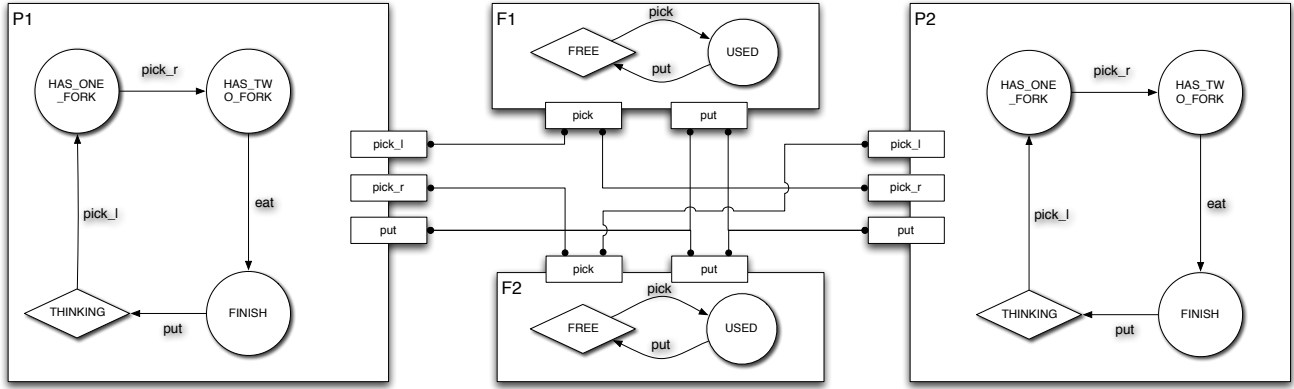 P1
HAS_ONE
_FORK
pick_r
HAS_TW
O_FORK
pick_l
eat
THINKING
put
FINISH
pick_l
pick_r
put
F1
FREE
pick
put
USED
pick
put
pick
put
F2
FREE
pick
put
USED
P2
HAS_ONE
_FORK
pick_r
HAS_TW
O_FORK
pick_l
pick_r
put
pick_l
eat
THINKING
put
FINISH